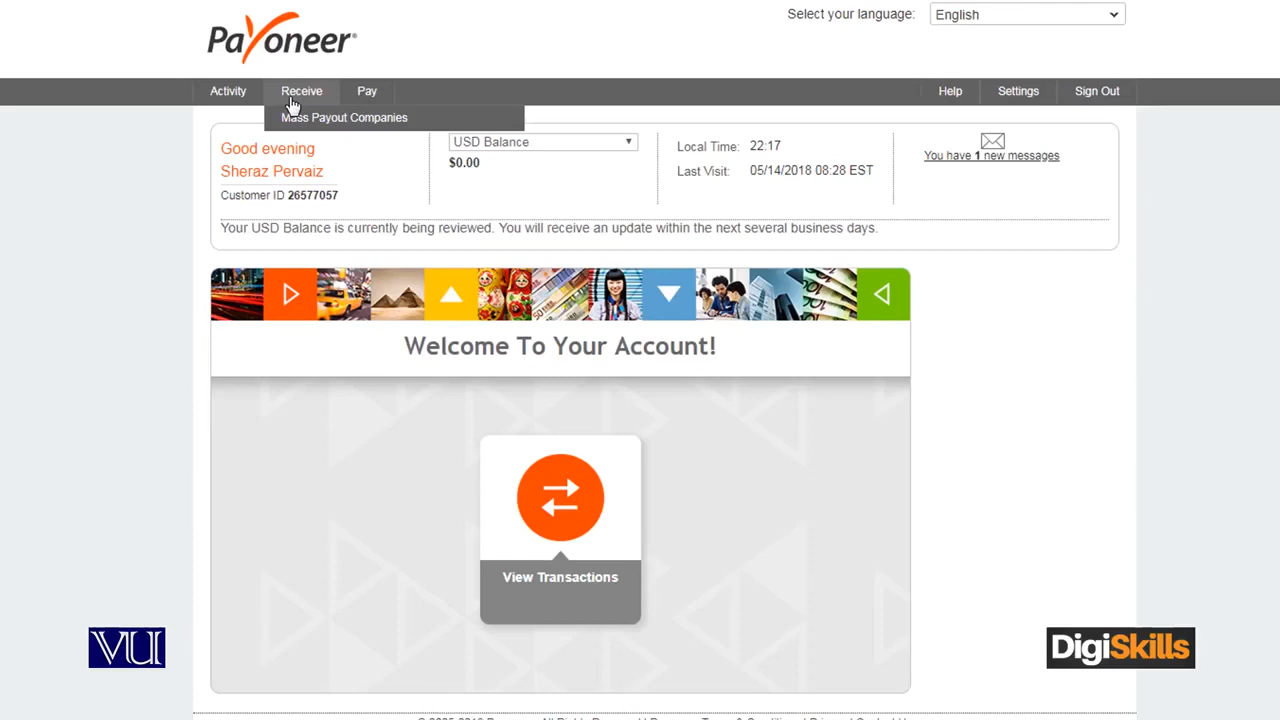 Payoneer®
Select your language: English
Activity Receive Pay Help Settings Sign Out
Mass Payout Companies
Good evening
Sheraz Pervaiz
Customer ID 26577057
USD Balance
$0.00
Local Time: 22:17
Last Visit: 05/14/2018 08:28 EST
You have 1 new messages
Your USD Balance is currently being reviewed. You will receive an update within the next several business days.
Welcome To Your Account!
View Transactions
VU
DigiSkills